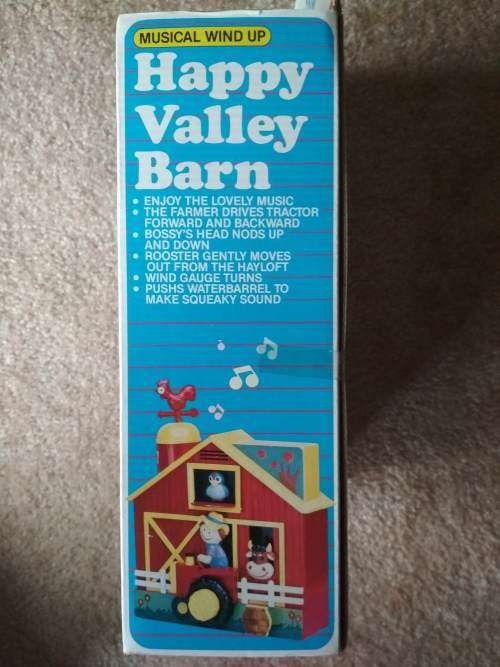 MUSICAL WIND UP
Happy
Valley
Barn
• ENJOY THE LOVELY MUSIC
• THE FARMER DRIVES TRACTOR
FORWARD AND BACKWARD
• BOSSY'S HEAD NODS UP
AND DOWN
• ROOSTER GENTLY MOVES
OUT FROM THE HAYLOFT
• WIND GAUGE TURNS
• PUSHS WATERBARREL TO
MAKE SQUEAKY SOUND